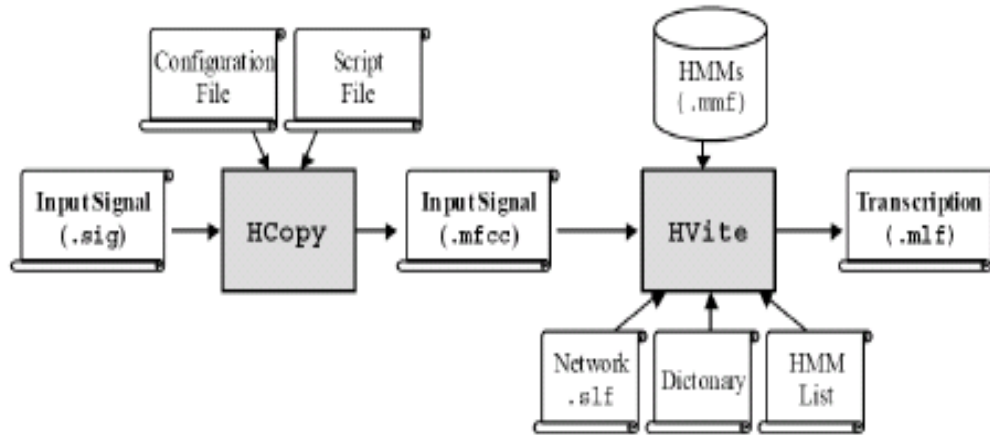 Configuration
File
Script
File
HMMs
(.mmf)
Input Signal
(.sig)
HCopy
Input Signal
(.mfcc)
HVite
Transcription
(.mlf)
Network
.slf
Dictonary
HMM
List